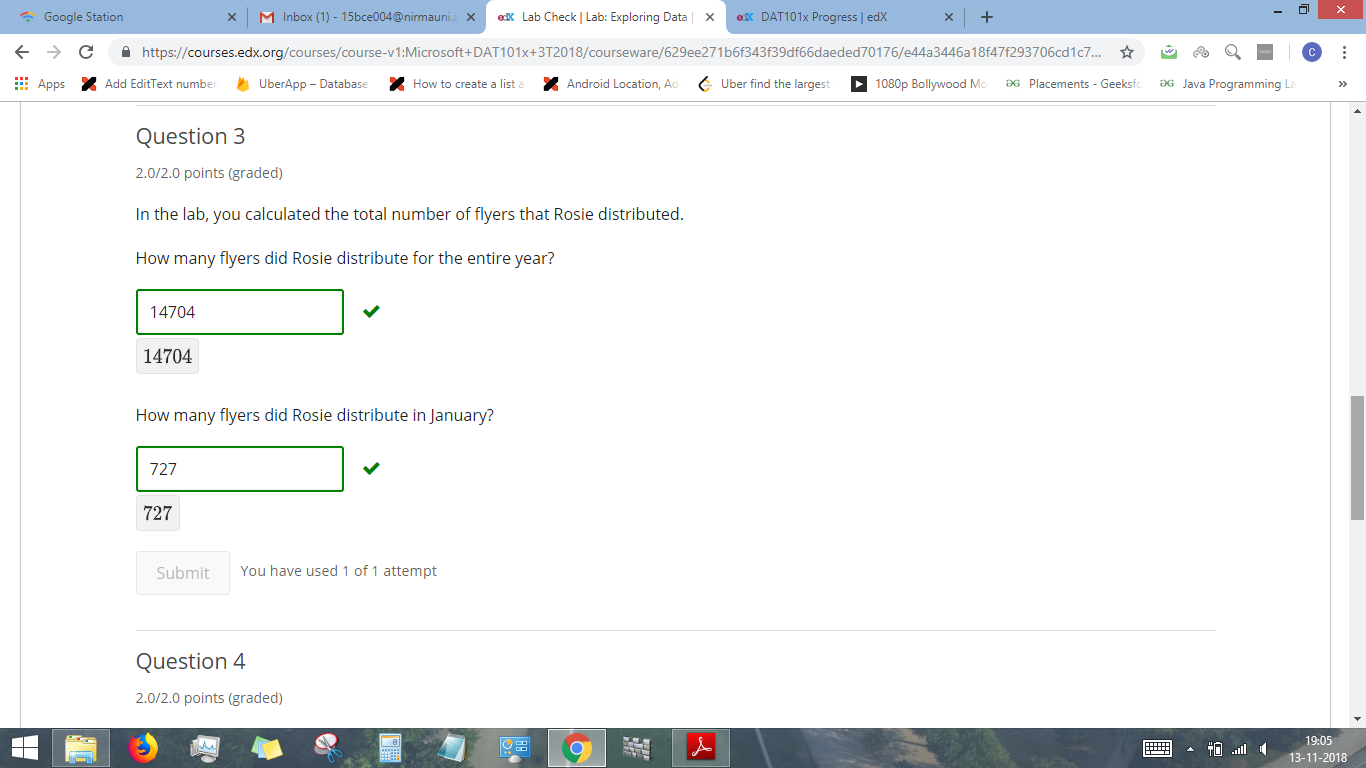 Google Station
Inbox (1) - 15bce004@nirmauni.a
Lab Check | Lab: Exploring Data |
edX DAT101x Progress | edX
https://courses.edx.org/courses/course-v1:Microsoft+DAT101x+3T2018/courseware/629ee271b6f343f39df66daeded70176/e44a3446a18f47f293706cd1c7...
C
Apps
Add EditText number
UberApp – Database
How to create a list a
Android Location, Ad
Uber find the largest
1080p Bollywood Mo
Placements - Geeksfo
Java Programming La
»
Question 3
2.0/2.0 points (graded)
In the lab, you calculated the total number of flyers that Rosie distributed.
How many flyers did Rosie distribute for the entire year?
14704
14704
How many flyers did Rosie distribute in January?
727
727
Submit You have used 1 of 1 attempt
Question 4
2.0/2.0 points (graded)
19:05
13-11-2018